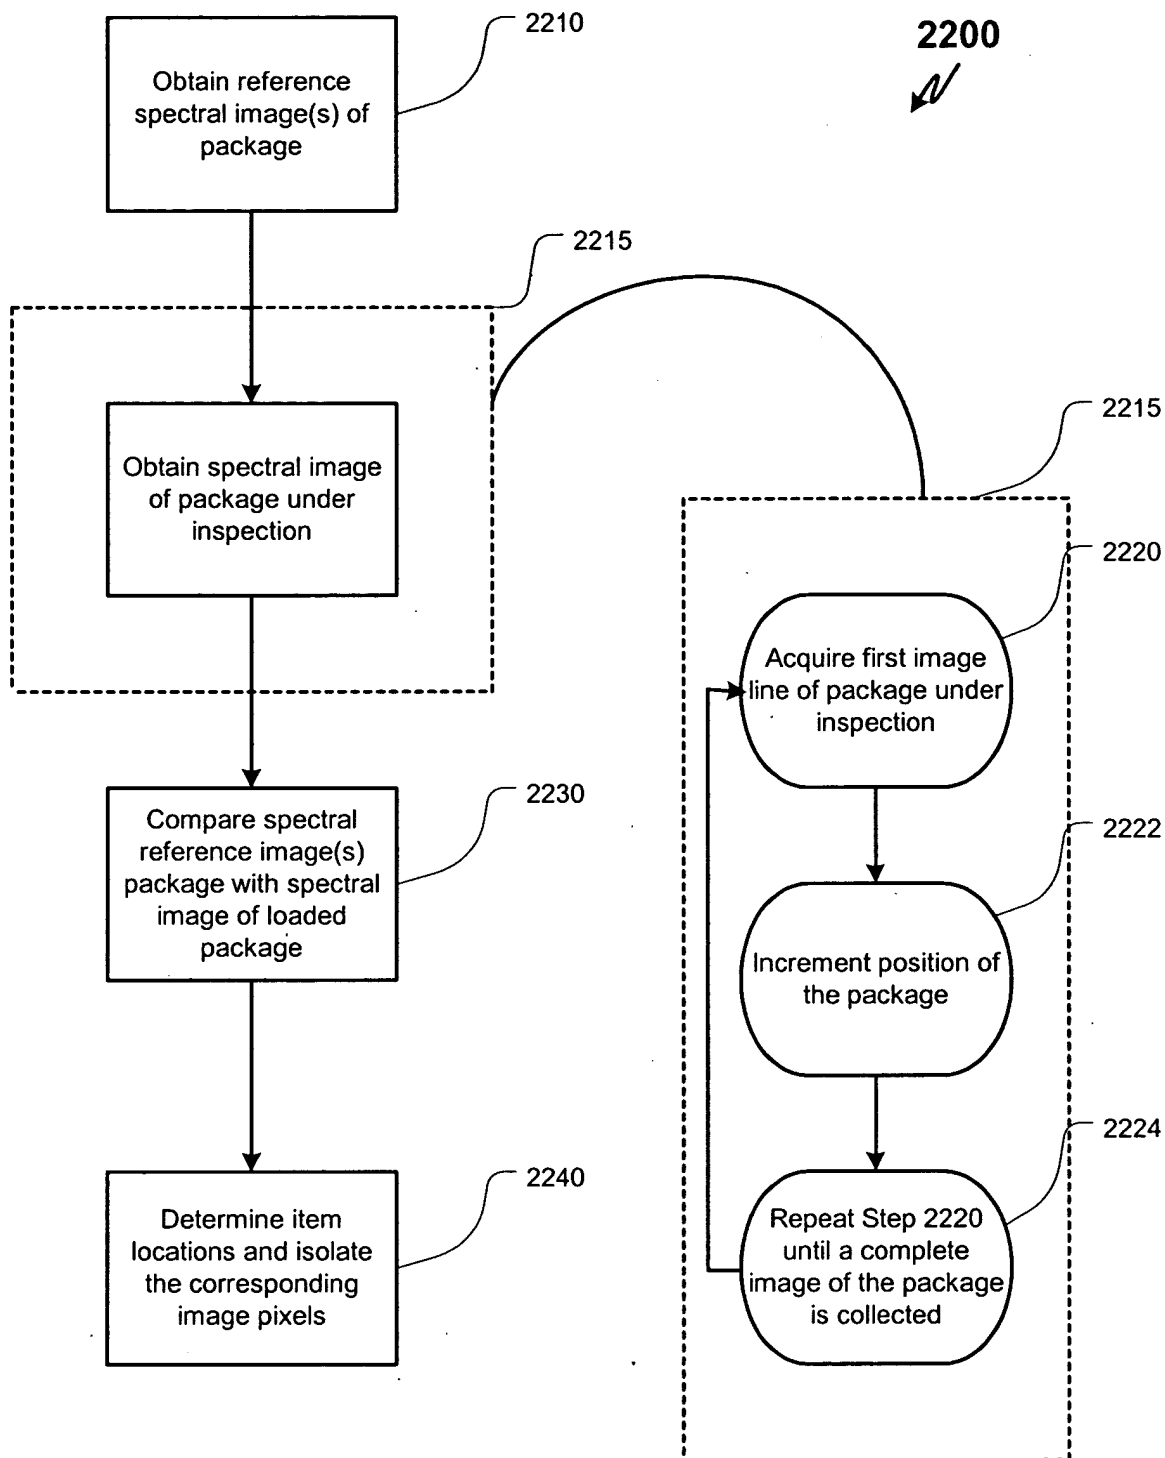 2200
2210
Obtain reference
spectral image(s) of
package
2215
Obtain spectral image
of package under
inspection
2230
Compare spectral
reference image(s)
package with spectral
image of loaded
package
2240
Determine item
locations and isolate
the corresponding
image pixels
2215
2220
Acquire first image
line of package under
inspection
2222
Increment position of
the package
2224
Repeat Step 2220
until a complete
image of the package
is collected